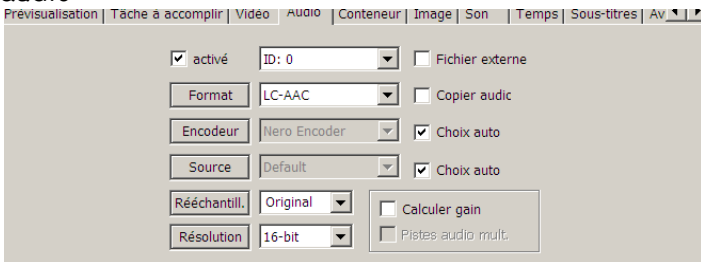 Prévisualisation Tâche à accomplir Vidéo Audio Conteneur Image Son Temps Sous-titres Av
activé ID: 0 Fichier externe
Format LC-AAC Copier audic
Encodeur Nero Encoder Choix auto
Source Default Choix auto
Rééchantill. Original Calculer gain
Résolution 16-bit Pistes audio mult.